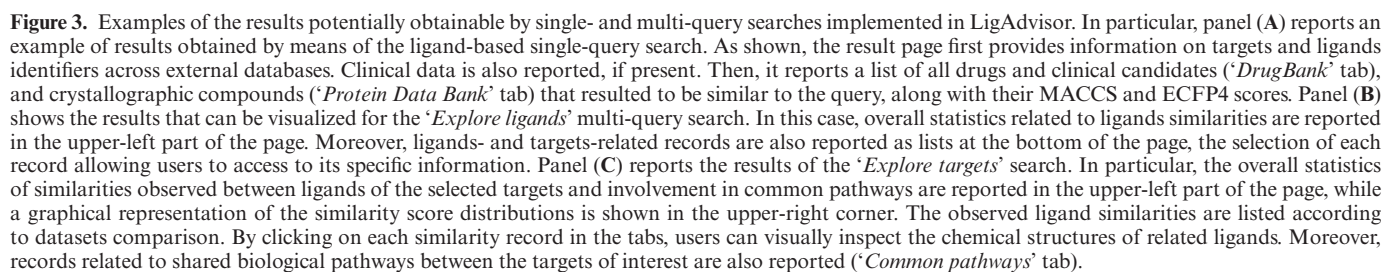 Figure 3. Examples of the results potentially obtainable by single- and multi-query searches implemented in LigAdvisor. In particular, panel (A) reports an
example of results obtained by means of the ligand-based single-query search. As shown, the result page first provides information on targets and ligands
identifiers across external databases. Clinical data is also reported, if present. Then, it reports a list of all drugs and clinical candidates (‘DrugBank’ tab),
and crystallographic compounds (‘Protein Data Bank’ tab) that resulted to be similar to the query, along with their MACCS and ECFP4 scores. Panel (B)
shows the results that can be visualized for the ‘Explore ligands’ multi-query search. In this case, overall statistics related to ligands similarities are reported
in the upper-left part of the page. Moreover, ligands- and targets-related records are also reported as lists at the bottom of the page, the selection of each
record allowing users to access to its specific information. Panel (C) reports the results of the ‘Explore targets’ search. In particular, the overall statistics
of similarities observed between ligands of the selected targets and involvement in common pathways are reported in the upper-left part of the page, while
a graphical representation of the similarity score distributions is shown in the upper-right corner. The observed ligand similarities are listed according
to datasets comparison. By clicking on each similarity record in the tabs, users can visually inspect the chemical structures of related ligands. Moreover,
records related to shared biological pathways between the targets of interest are also reported (‘Common pathways’ tab).